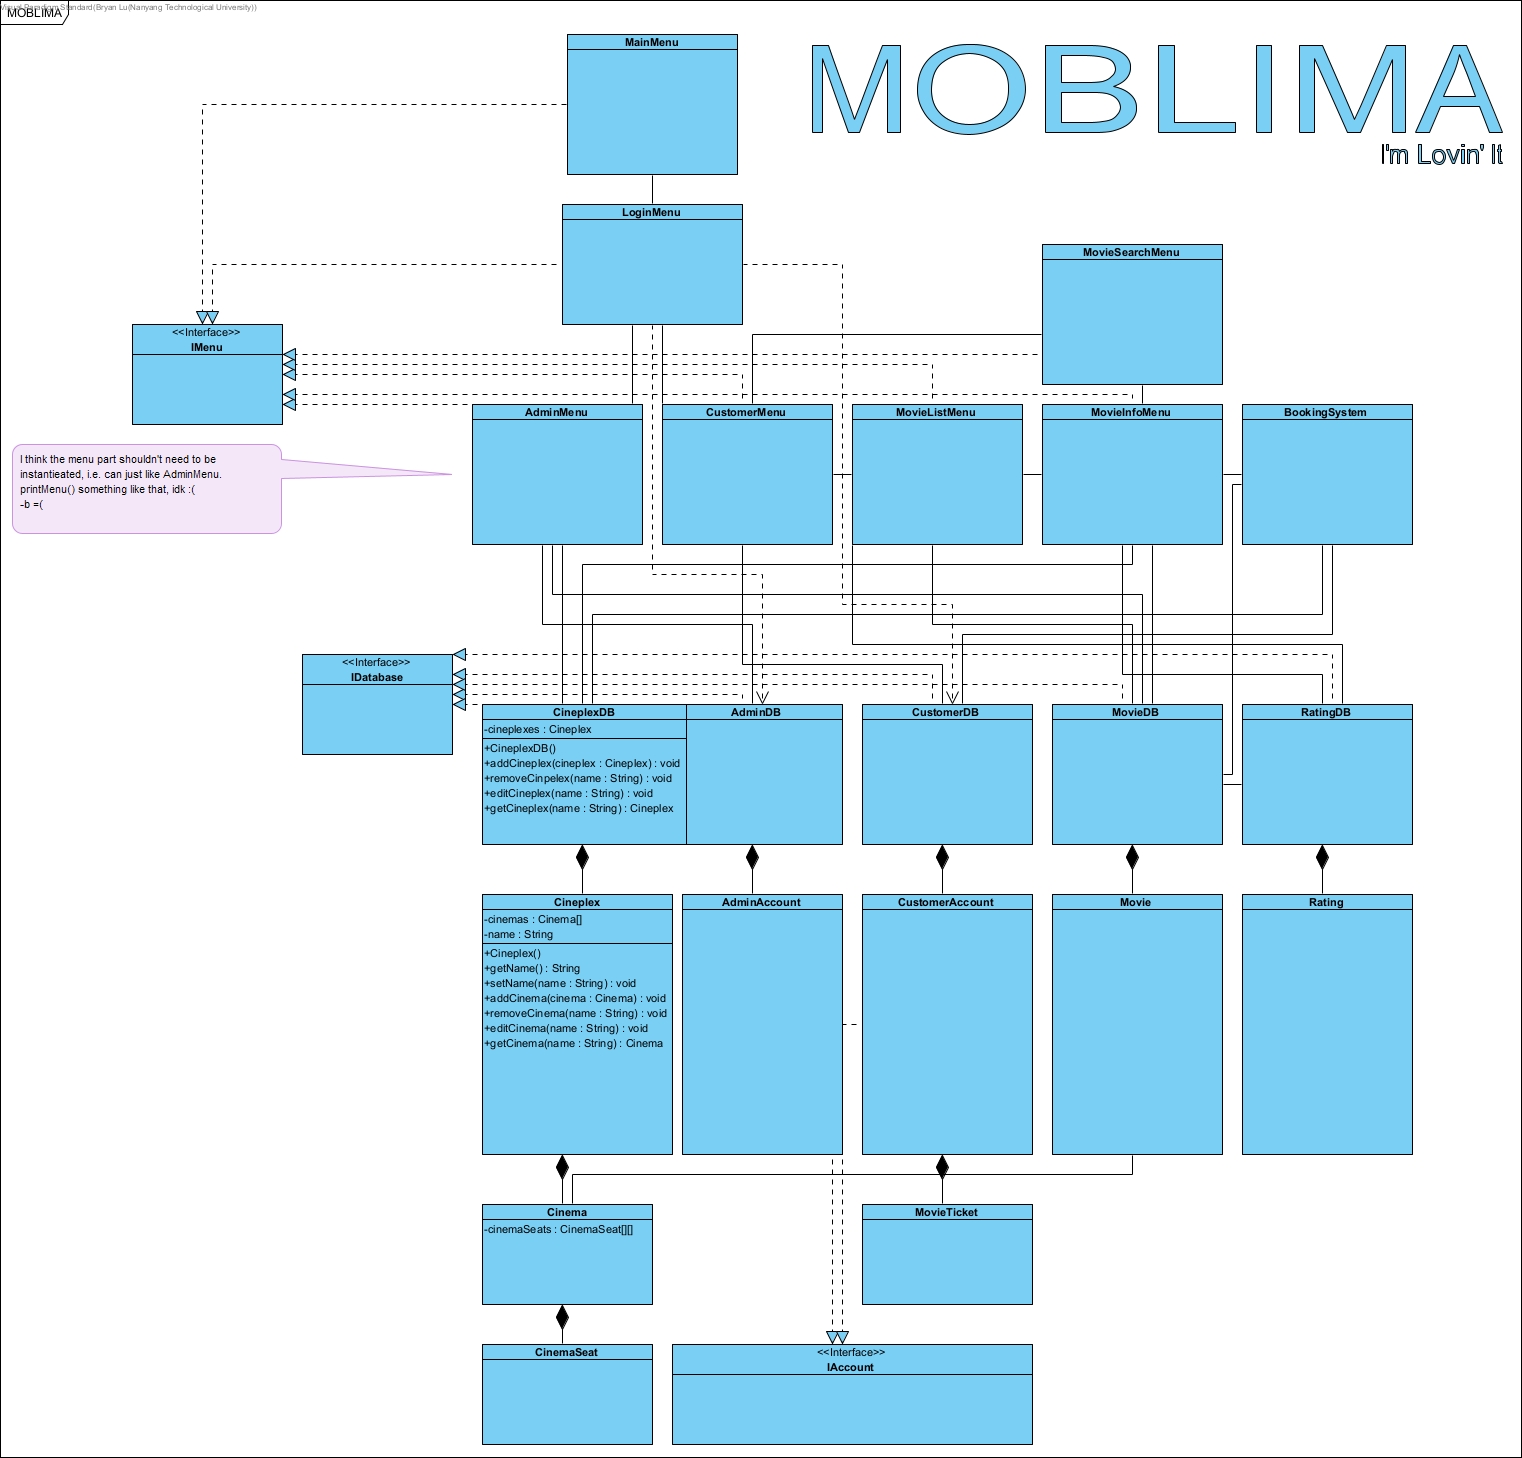 Visual Paradigm Standard(Bryan Lu(Nanyang Technological University))
MOBLIMA
MOBLIMA
I'm Lovin' It
MainMenu
LoginMenu
MovieSearchMenu
<<Interface>>
IMenu
AdminMenu
CustomerMenu
MovieListMenu
MovieInfoMenu
BookingSystem
I think the menu part shouldn't need to be
instantieated, i.e. can just like AdminMenu.
printMenu() something like that, idk :(
-b =(
<<Interface>>
IDatabase
CineplexDB
-cineplexes : Cineplex
+CineplexDB()
+addCineplex(cineplex : Cineplex) : void
+removeCinpelex(name : String) : void
+editCineplex(name : String) : void
+getCineplex(name : String) : Cineplex
AdminDB
CustomerDB
MovieDB
RatingDB
Cineplex
-cinemas : Cinema[]
-name : String
+Cineplex()
+getName() : String
+setName(name : String) : void
+addCinema(cinema : Cinema) : void
+removeCinema(name : String) : void
+editCinema(name : String) : void
+getCinema(name : String) : Cinema
AdminAccount
CustomerAccount
Movie
Rating
Cinema
-cinemaSeats : CinemaSeat[][]
MovieTicket
CinemaSeat
<<Interface>>
IAccount